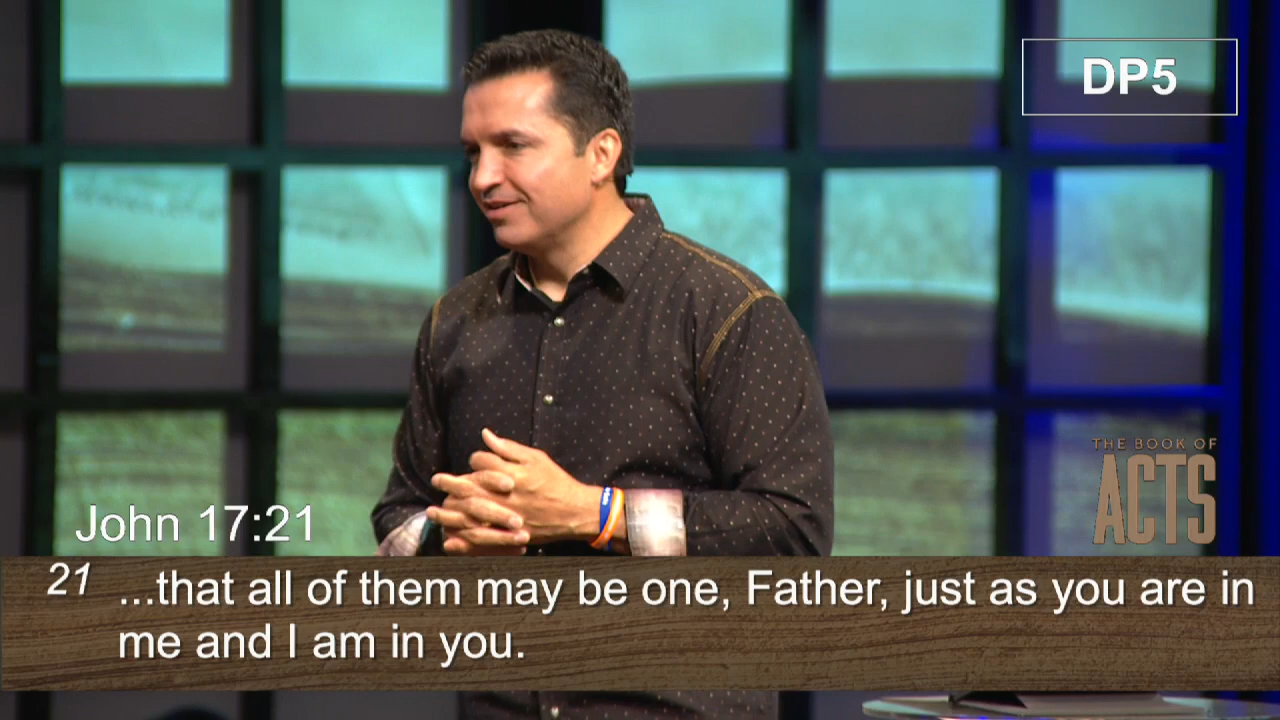 DP5
THE BOOK OF
ACTS
John 17:21
21 ...that all of them may be one, Father, just as you are in
me and I am in you.